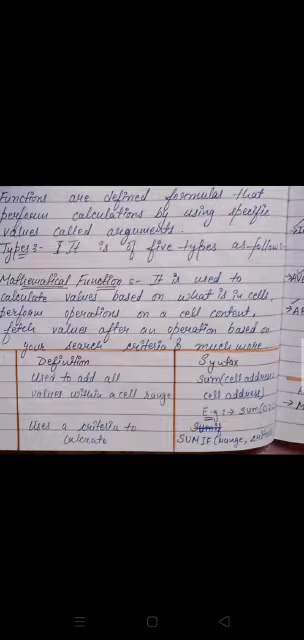 Functions are defined formulas that
perform calculations by using specific
values called arguments.
Types :- I It is of five types as follows :-
Mathematical Function :- It is used to
calculate values based on what is in cells,
perform operations on a cell content,
fetch values after an operation based on
your search criteria & much more
Definition Syntax
Used to add all Sum(cell address,
values within a cell range cell address)
E.g :→ Sum(
Uses a criteria to Sumif
calculate SUMIF(range,